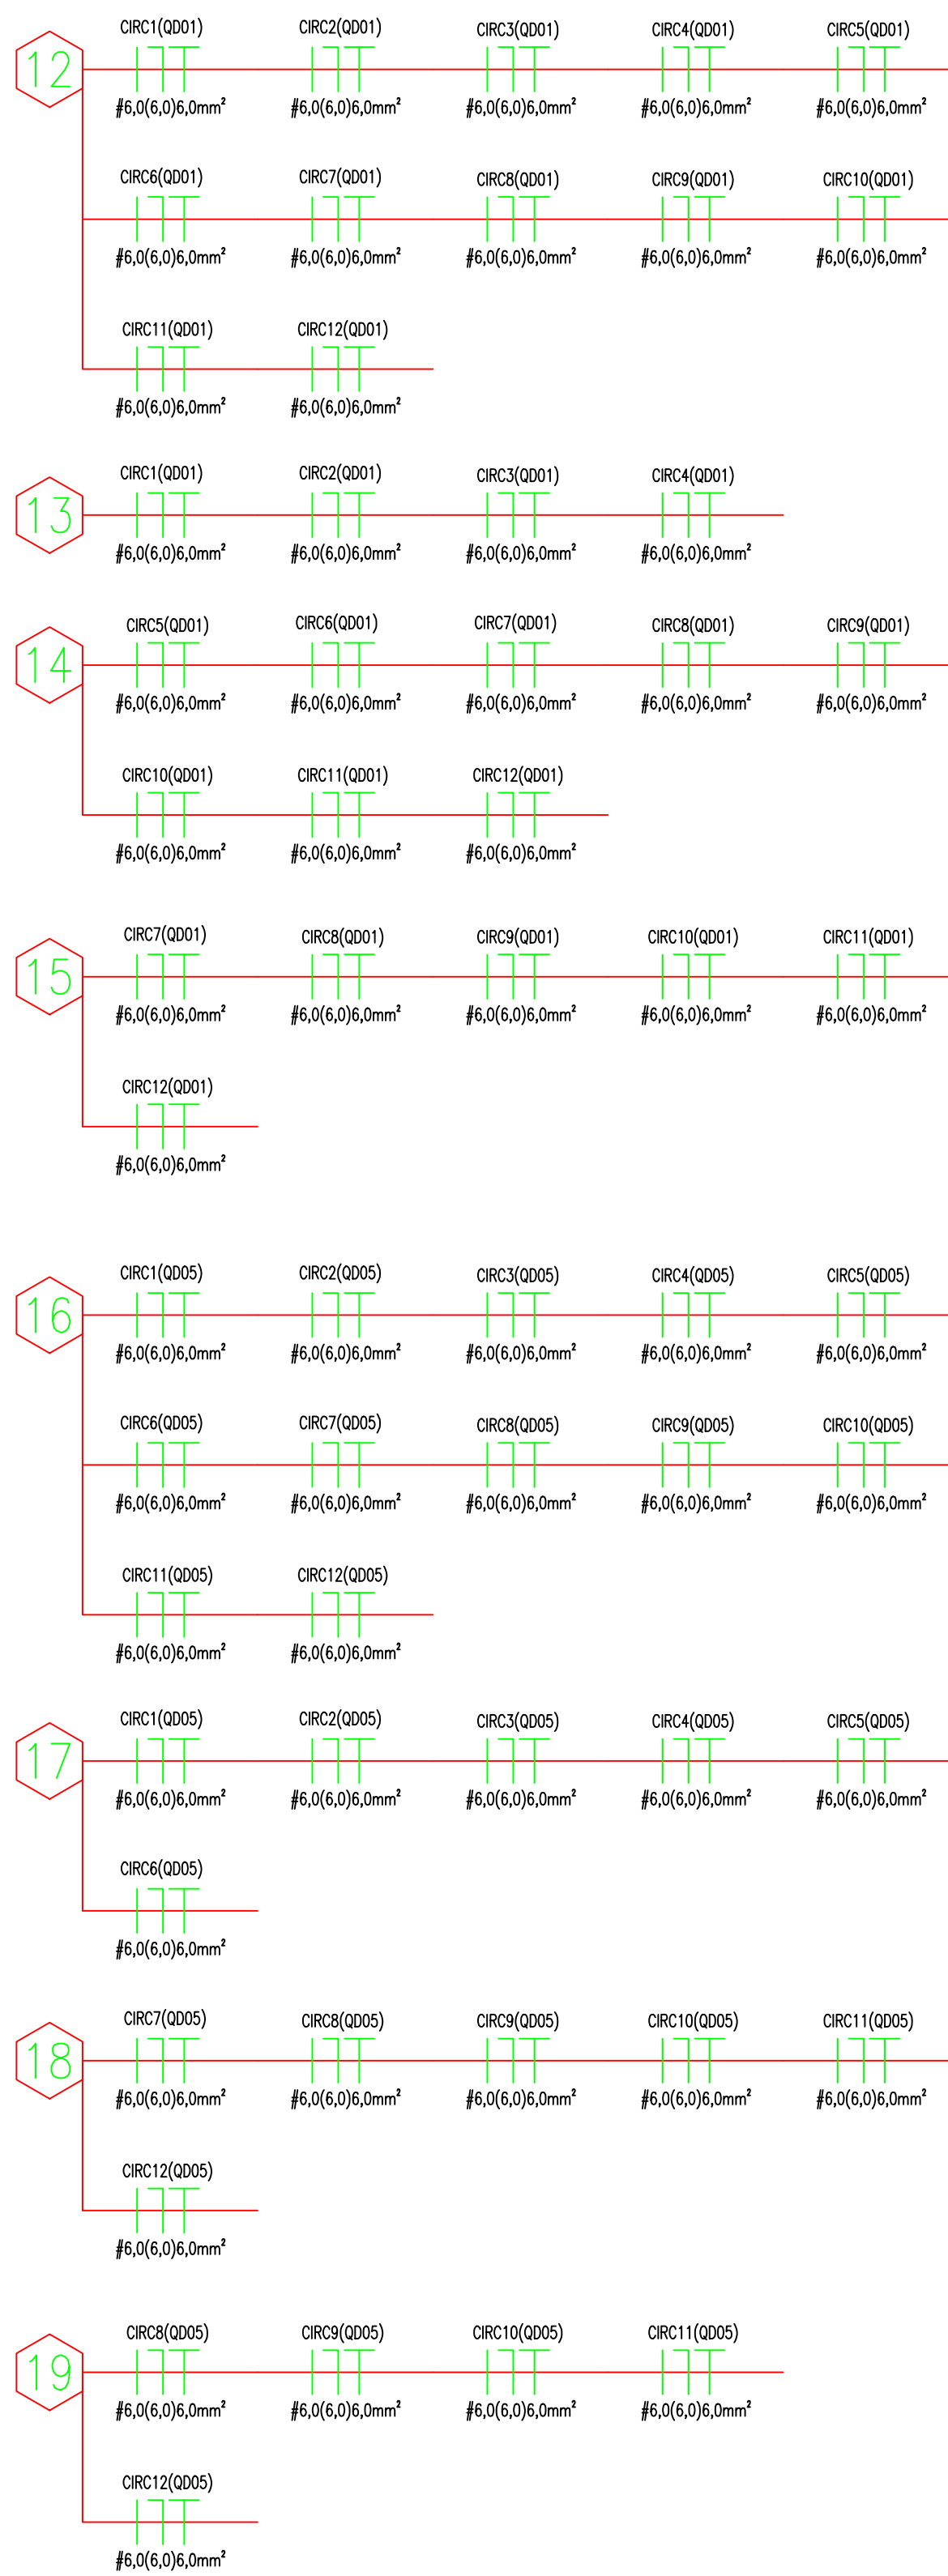 CIRC1(QD01) CIRC2(QD01) CIRC3(QD01) CIRC4(QD01) CIRC5(QD01)
12
#6,0(6,0)6,0mm² #6,0(6,0)6,0mm² #6,0(6,0)6,0mm² #6,0(6,0)6,0mm² #6,0(6,0)6,0mm²
CIRC6(QD01) CIRC7(QD01) CIRC8(QD01) CIRC9(QD01) CIRC10(QD01)
#6,0(6,0)6,0mm² #6,0(6,0)6,0mm² #6,0(6,0)6,0mm² #6,0(6,0)6,0mm² #6,0(6,0)6,0mm²
CIRC11(QD01) CIRC12(QD01)
#6,0(6,0)6,0mm² #6,0(6,0)6,0mm²
CIRC1(QD01) CIRC2(QD01) CIRC3(QD01) CIRC4(QD01)
13
#6,0(6,0)6,0mm² #6,0(6,0)6,0mm² #6,0(6,0)6,0mm² #6,0(6,0)6,0mm²
CIRC5(QD01) CIRC6(QD01) CIRC7(QD01) CIRC8(QD01) CIRC9(QD01)
14
#6,0(6,0)6,0mm² #6,0(6,0)6,0mm² #6,0(6,0)6,0mm² #6,0(6,0)6,0mm² #6,0(6,0)6,0mm²
CIRC10(QD01) CIRC11(QD01) CIRC12(QD01)
#6,0(6,0)6,0mm² #6,0(6,0)6,0mm² #6,0(6,0)6,0mm²
CIRC7(QD01) CIRC8(QD01) CIRC9(QD01) CIRC10(QD01) CIRC11(QD01)
15
#6,0(6,0)6,0mm² #6,0(6,0)6,0mm² #6,0(6,0)6,0mm² #6,0(6,0)6,0mm² #6,0(6,0)6,0mm²
CIRC12(QD01)
#6,0(6,0)6,0mm²
CIRC1(QD05) CIRC2(QD05) CIRC3(QD05) CIRC4(QD05) CIRC5(QD05)
16
#6,0(6,0)6,0mm² #6,0(6,0)6,0mm² #6,0(6,0)6,0mm² #6,0(6,0)6,0mm² #6,0(6,0)6,0mm²
CIRC6(QD05) CIRC7(QD05) CIRC8(QD05) CIRC9(QD05) CIRC10(QD05)
#6,0(6,0)6,0mm² #6,0(6,0)6,0mm² #6,0(6,0)6,0mm² #6,0(6,0)6,0mm² #6,0(6,0)6,0mm²
CIRC11(QD05) CIRC12(QD05)
#6,0(6,0)6,0mm² #6,0(6,0)6,0mm²
CIRC1(QD05) CIRC2(QD05) CIRC3(QD05) CIRC4(QD05) CIRC5(QD05)
17
#6,0(6,0)6,0mm² #6,0(6,0)6,0mm² #6,0(6,0)6,0mm² #6,0(6,0)6,0mm² #6,0(6,0)6,0mm²
CIRC6(QD05)
#6,0(6,0)6,0mm²
CIRC7(QD05) CIRC8(QD05) CIRC9(QD05) CIRC10(QD05) CIRC11(QD05)
18
#6,0(6,0)6,0mm² #6,0(6,0)6,0mm² #6,0(6,0)6,0mm² #6,0(6,0)6,0mm² #6,0(6,0)6,0mm²
CIRC12(QD05)
#6,0(6,0)6,0mm²
CIRC8(QD05) CIRC9(QD05) CIRC10(QD05) CIRC11(QD05)
19
#6,0(6,0)6,0mm² #6,0(6,0)6,0mm² #6,0(6,0)6,0mm² #6,0(6,0)6,0mm²
CIRC12(QD05)
#6,0(6,0)6,0mm²